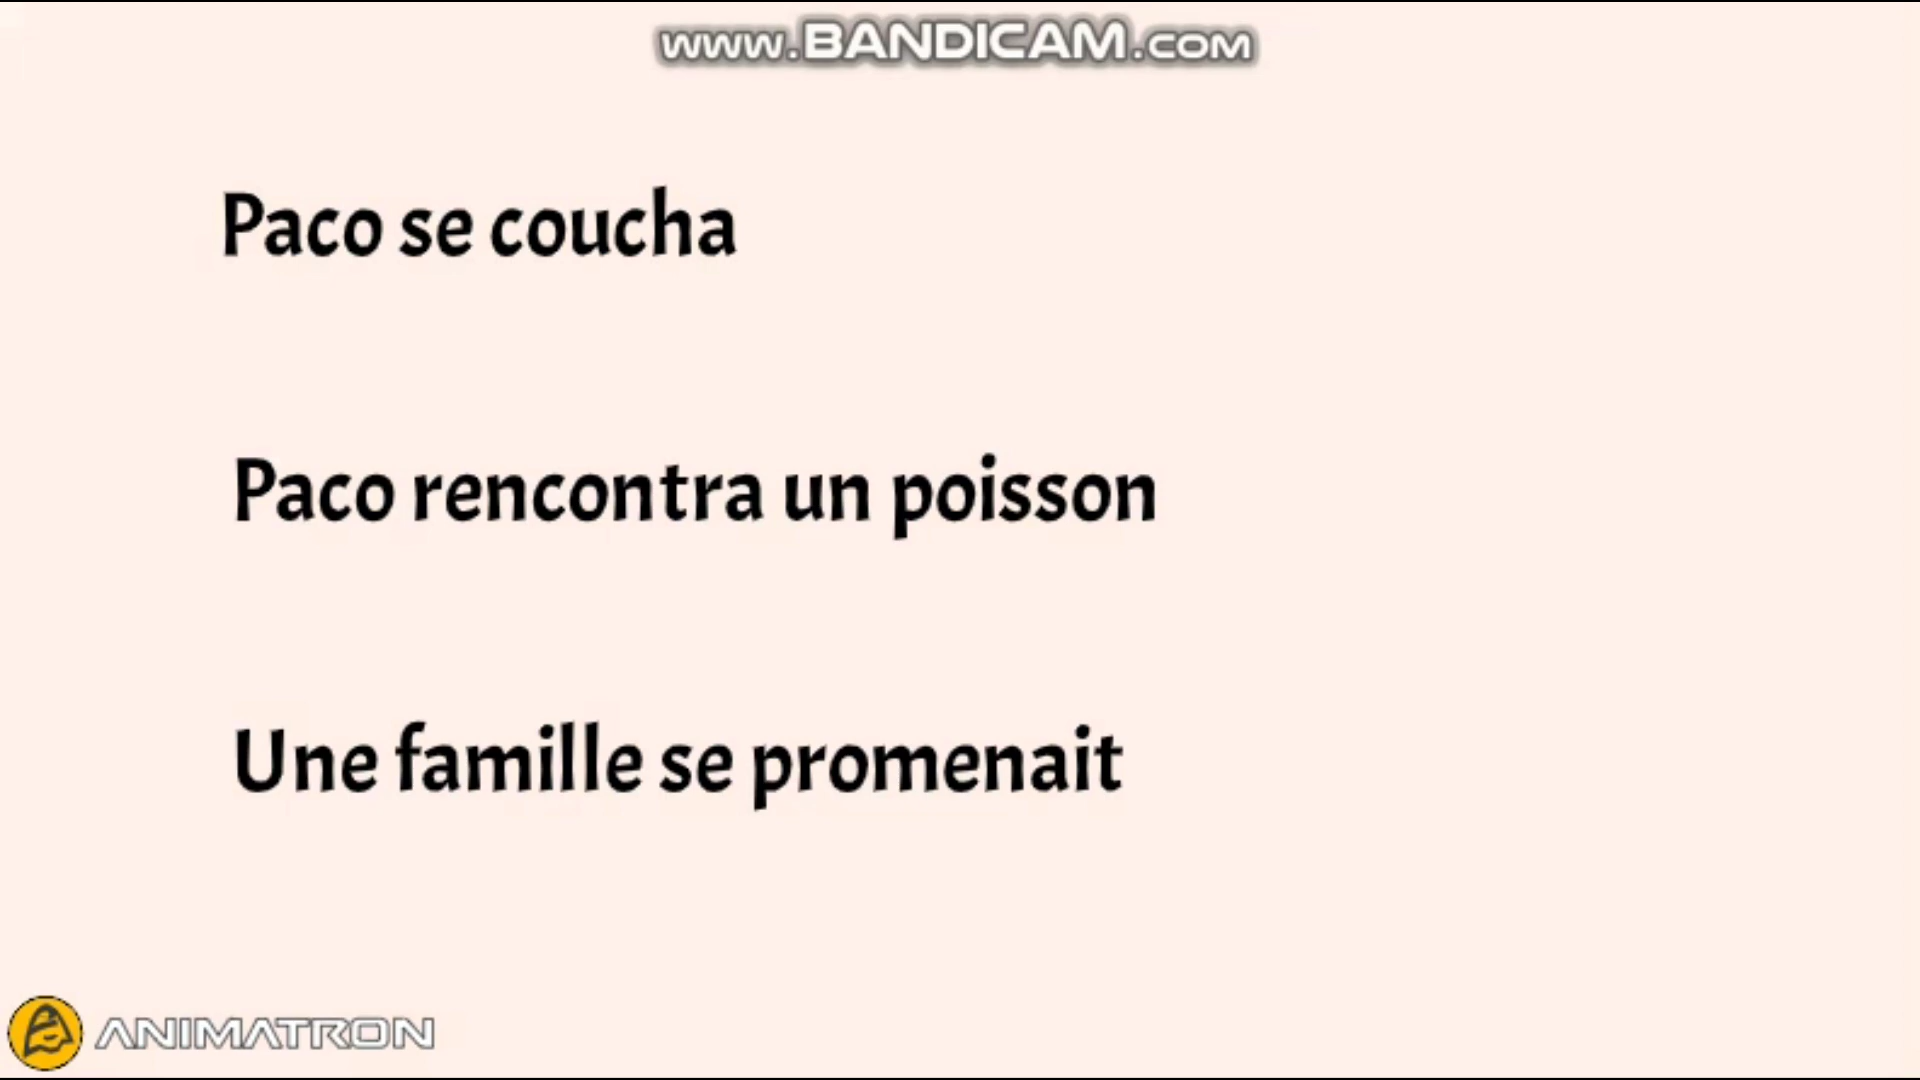 www.BANDICAM.com
Paco se coucha
Paco rencontra un poisson
Une famille se promenait
ANIMATRON